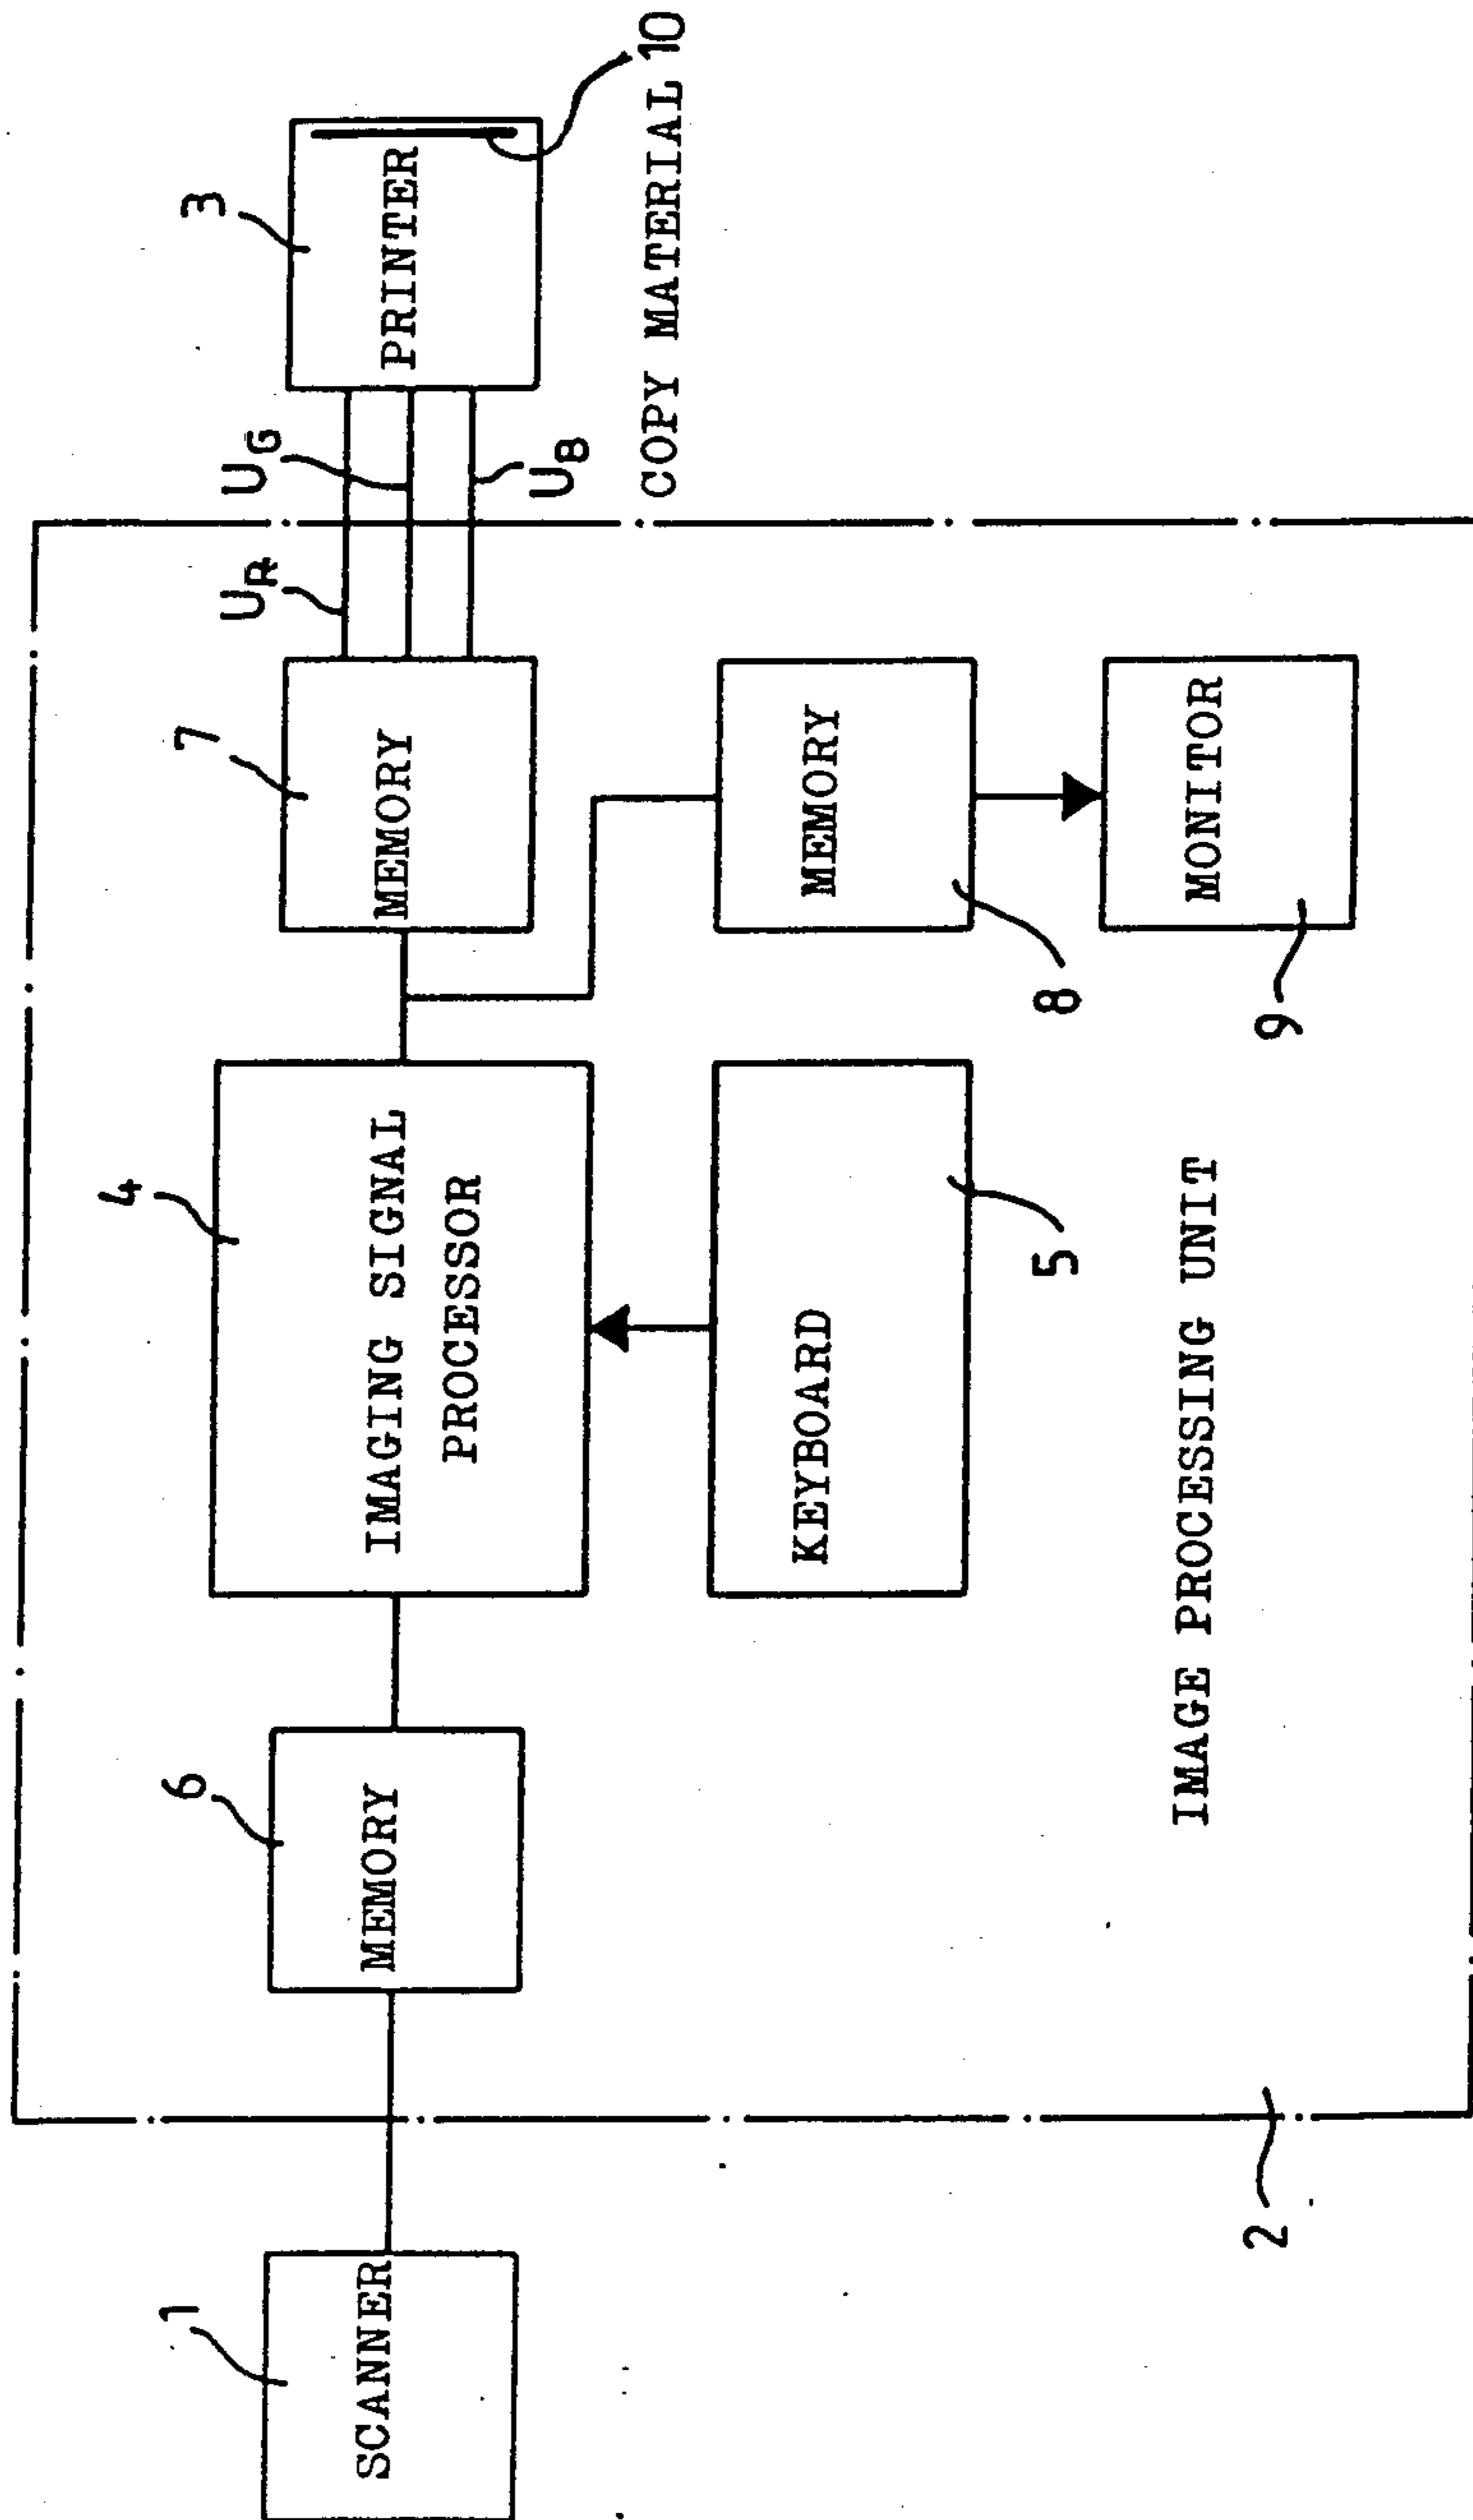 1
SCANNER
6
MEMORY
4
IMAGING SIGNAL
PROCESSOR
7
MEMORY
U_R
U_G
U_B
3
PRINTER
COPY MATERIAL 10
KEYBOARD
5
MEMORY
8
MONITOR
9
IMAGE PROCESSING UNIT
2